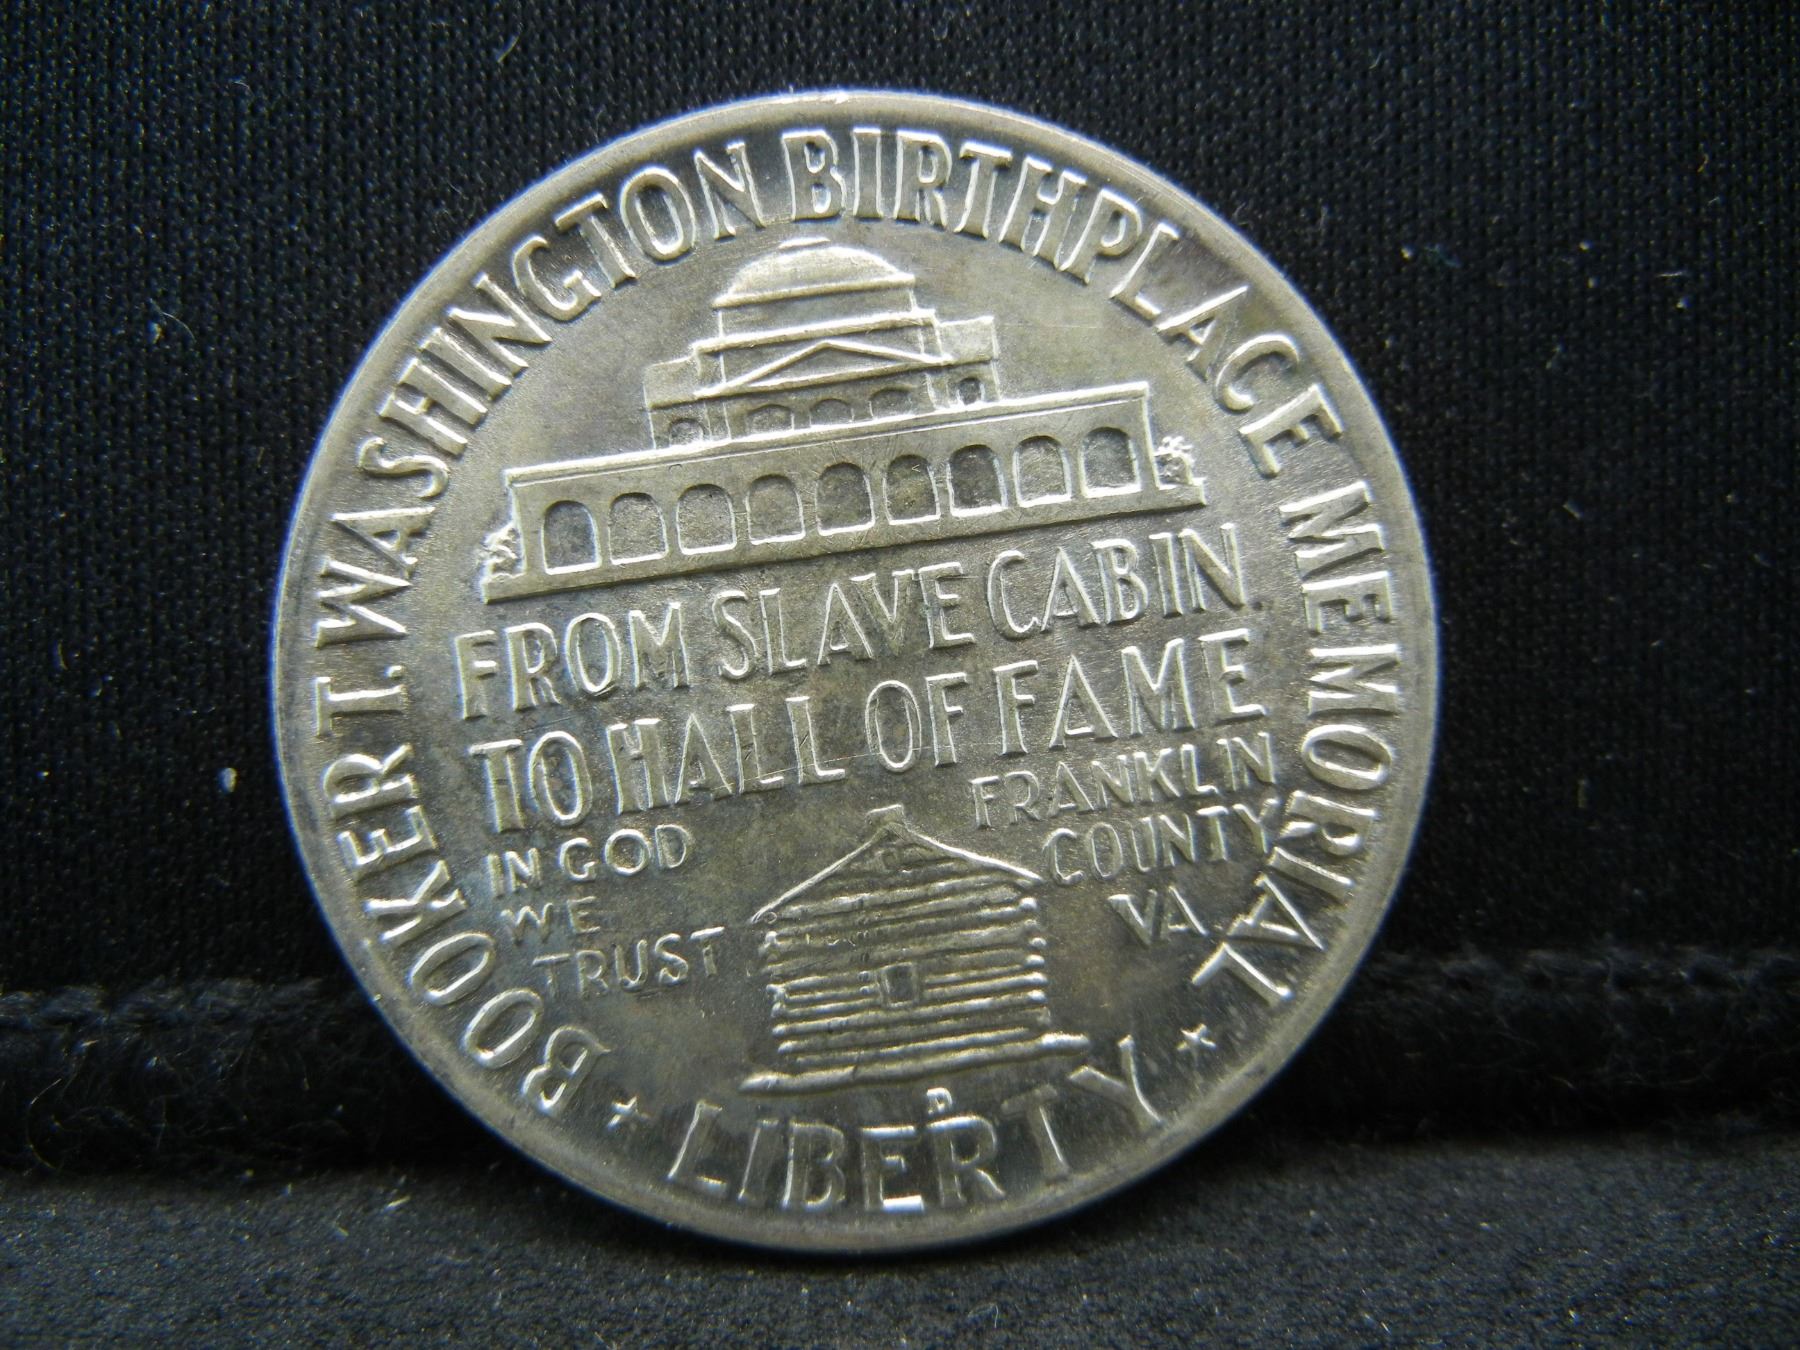 BOOKER T. WASHINGTON BIRTHPLACE MEMORIAL
FROM SLAVE CABIN
TO HALL OF FAME
IN GOD
WE
TRUST
FRANKLIN
COUNTY
VA.
D
LIBERTY